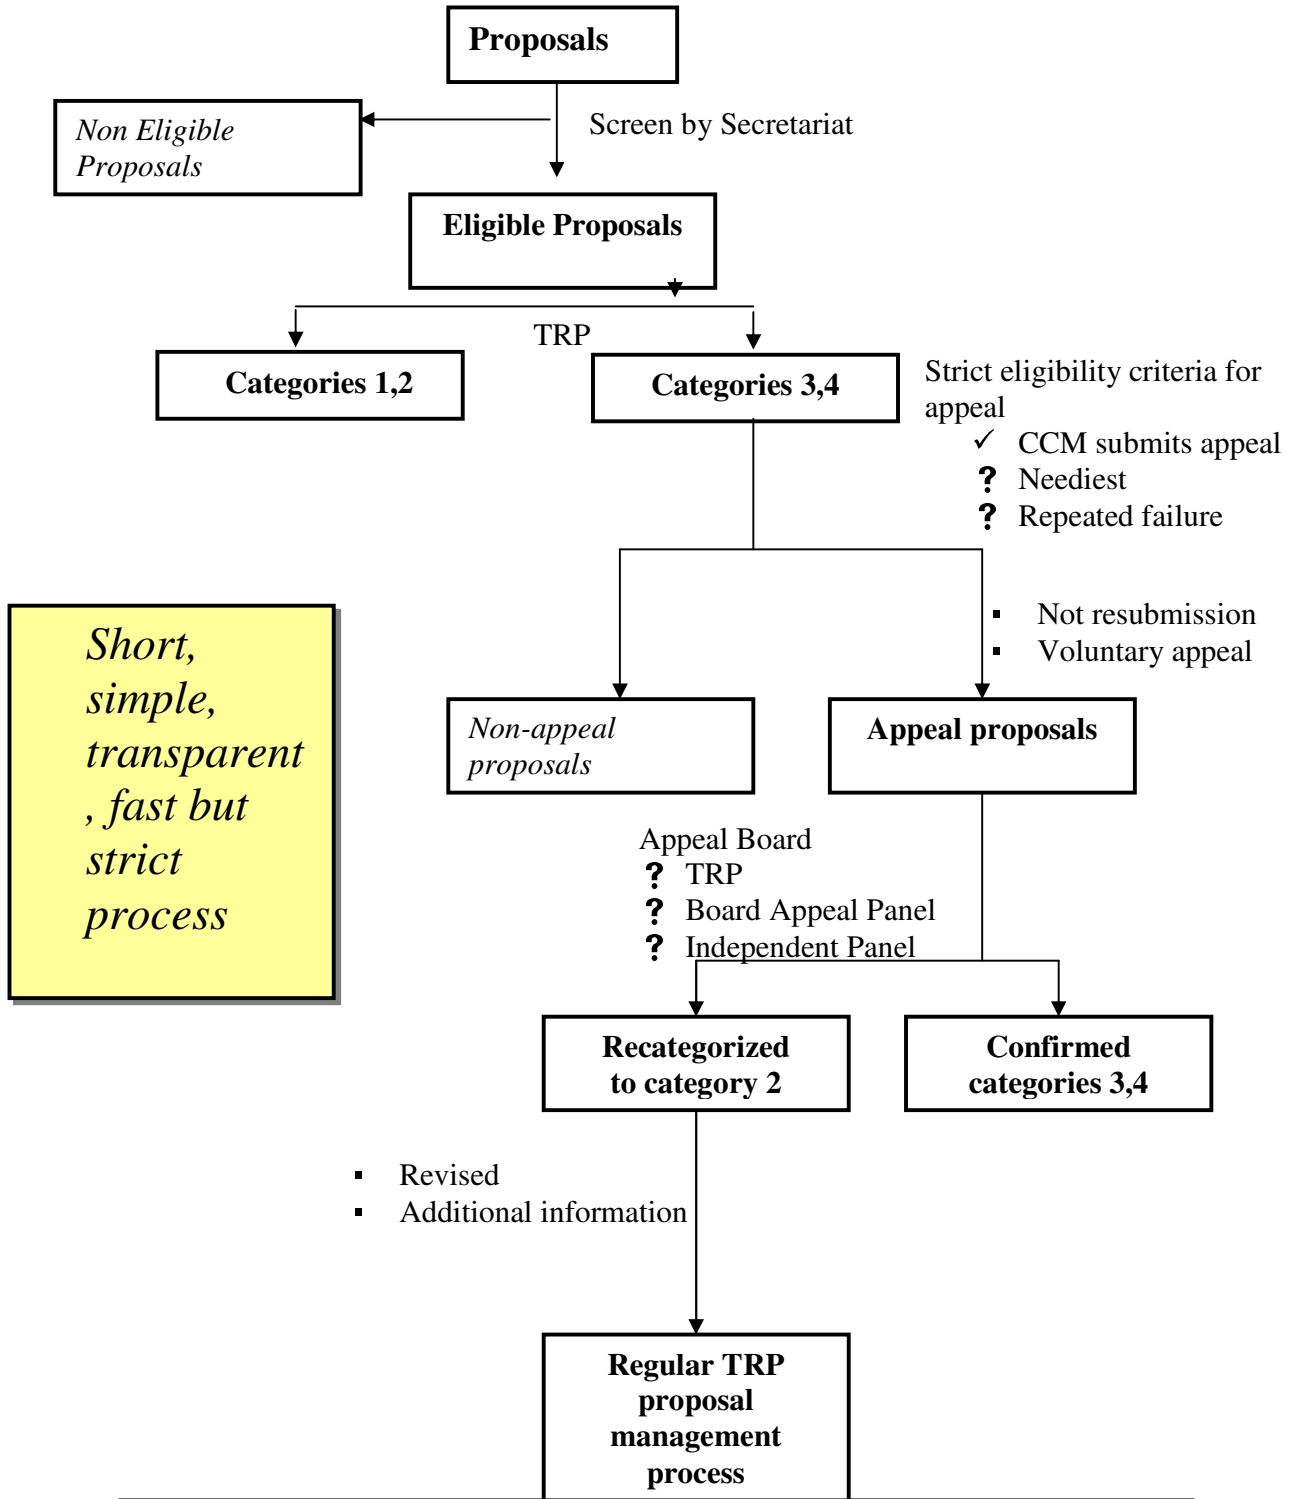 Proposals
Non Eligible
Proposals
Screen by Secretariat
Eligible Proposals
TRP
Categories 1,2
Categories 3,4
Strict eligibility criteria for
appeal
✓ CCM submits appeal
? Neediest
? Repeated failure
Short,
simple,
transparent
, fast but
strict
process
▪ Not resubmission
▪ Voluntary appeal
Non-appeal
proposals
Appeal proposals
Appeal Board
? TRP
? Board Appeal Panel
? Independent Panel
Recategorized
to category 2
Confirmed
categories 3,4
▪ Revised
▪ Additional information
Regular TRP
proposal
management
process